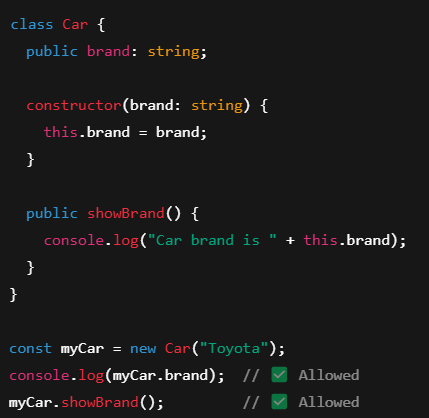 class Car {
  public brand: string;

  constructor(brand: string) {
    this.brand = brand;
  }

  public showBrand() {
    console.log("Car brand is " + this.brand);
  }
}

const myCar = new Car("Toyota");
console.log(myCar.brand);  // ✅ Allowed
myCar.showBrand();         // ✅ Allowed